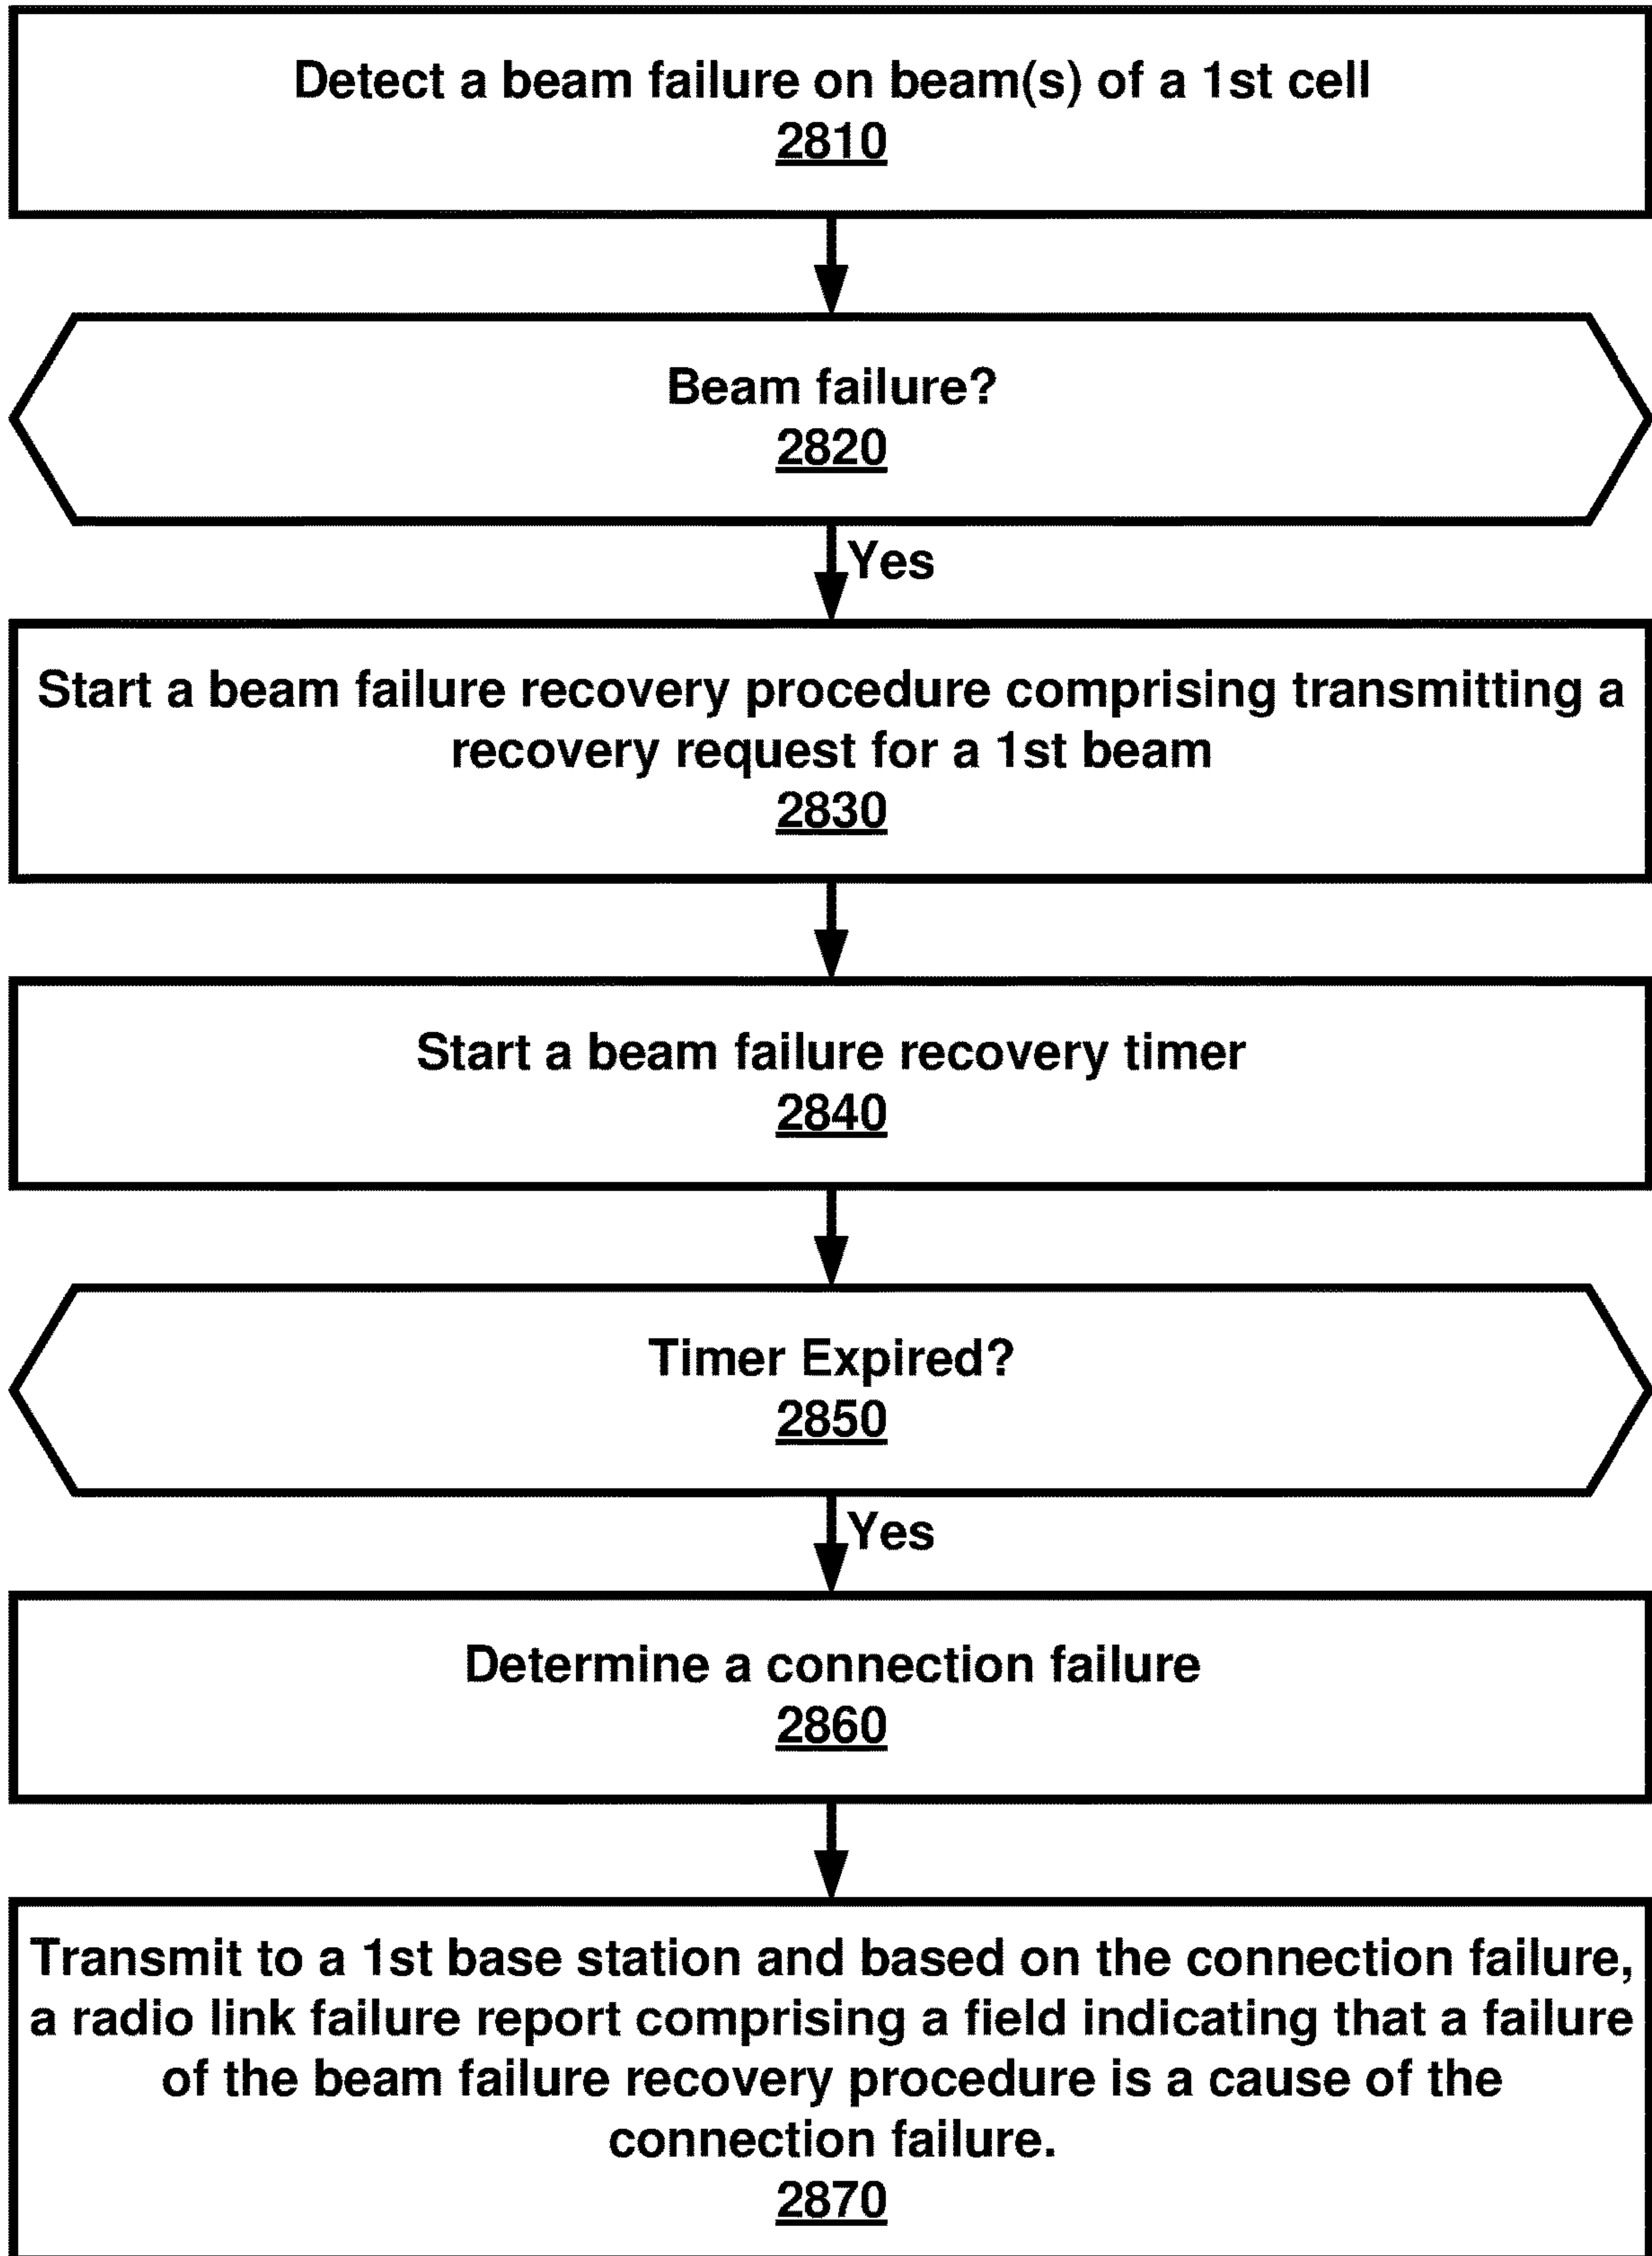 Detect a beam failure on beam(s) of a 1st cell
2810
Beam failure?
2820
Yes
Start a beam failure recovery procedure comprising transmitting a
recovery request for a 1st beam
2830
Start a beam failure recovery timer
2840
Timer Expired?
2850
Yes
Determine a connection failure
2860
Transmit to a 1st base station and based on the connection failure,
a radio link failure report comprising a field indicating that a failure
of the beam failure recovery procedure is a cause of the
connection failure.
2870